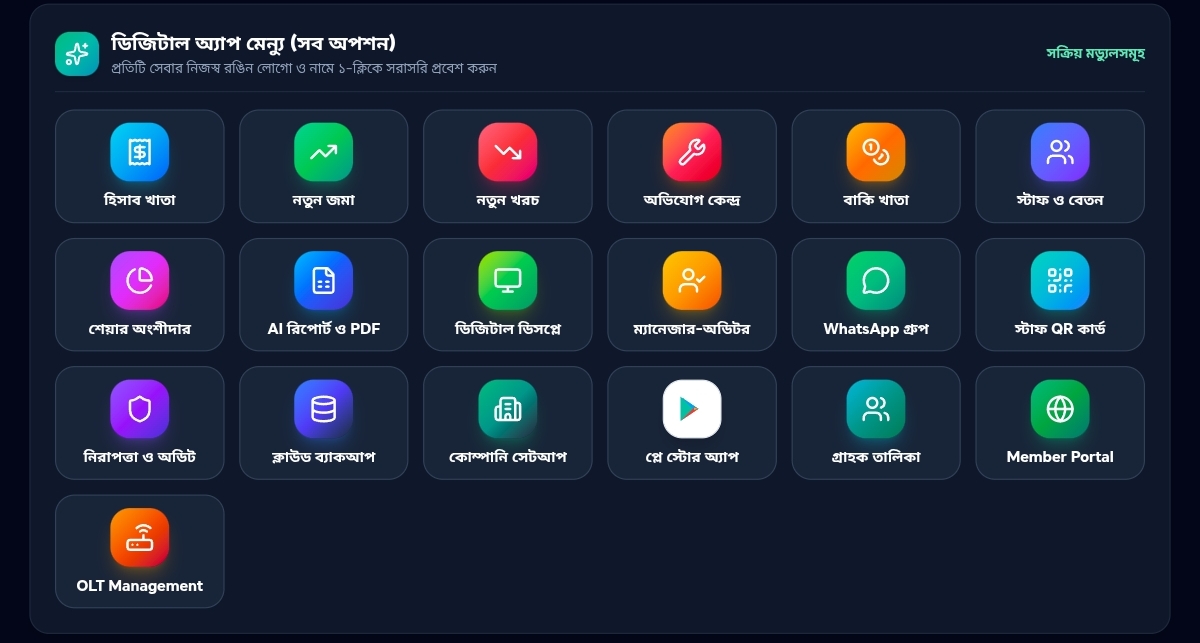 ডিজিটাল অ্যাপ মেন্যু (সব অপশন)
প্রতিটি সেবার নিজস্ব রঙিন লোগো ও নামে ১-ক্লিকে সরাসরি প্রবেশ করুন
সক্রিয় মড্যুলসমূহ
হিসাব খাতা
নতুন জমা
নতুন খরচ
অভিযোগ কেন্দ্র
বাকি খাতা
স্টাফ ও বেতন
শেয়ার অংশীদার
AI রিপোর্ট ও PDF
ডিজিটাল ডিসপ্লে
ম্যানেজার-অডিটর
WhatsApp গ্রুপ
স্টাফ QR কার্ড
নিরাপত্তা ও অডিট
ক্লাউড ব্যাকআপ
কোম্পানি সেটআপ
প্লে স্টোর অ্যাপ
গ্রাহক তালিকা
Member Portal
OLT Management